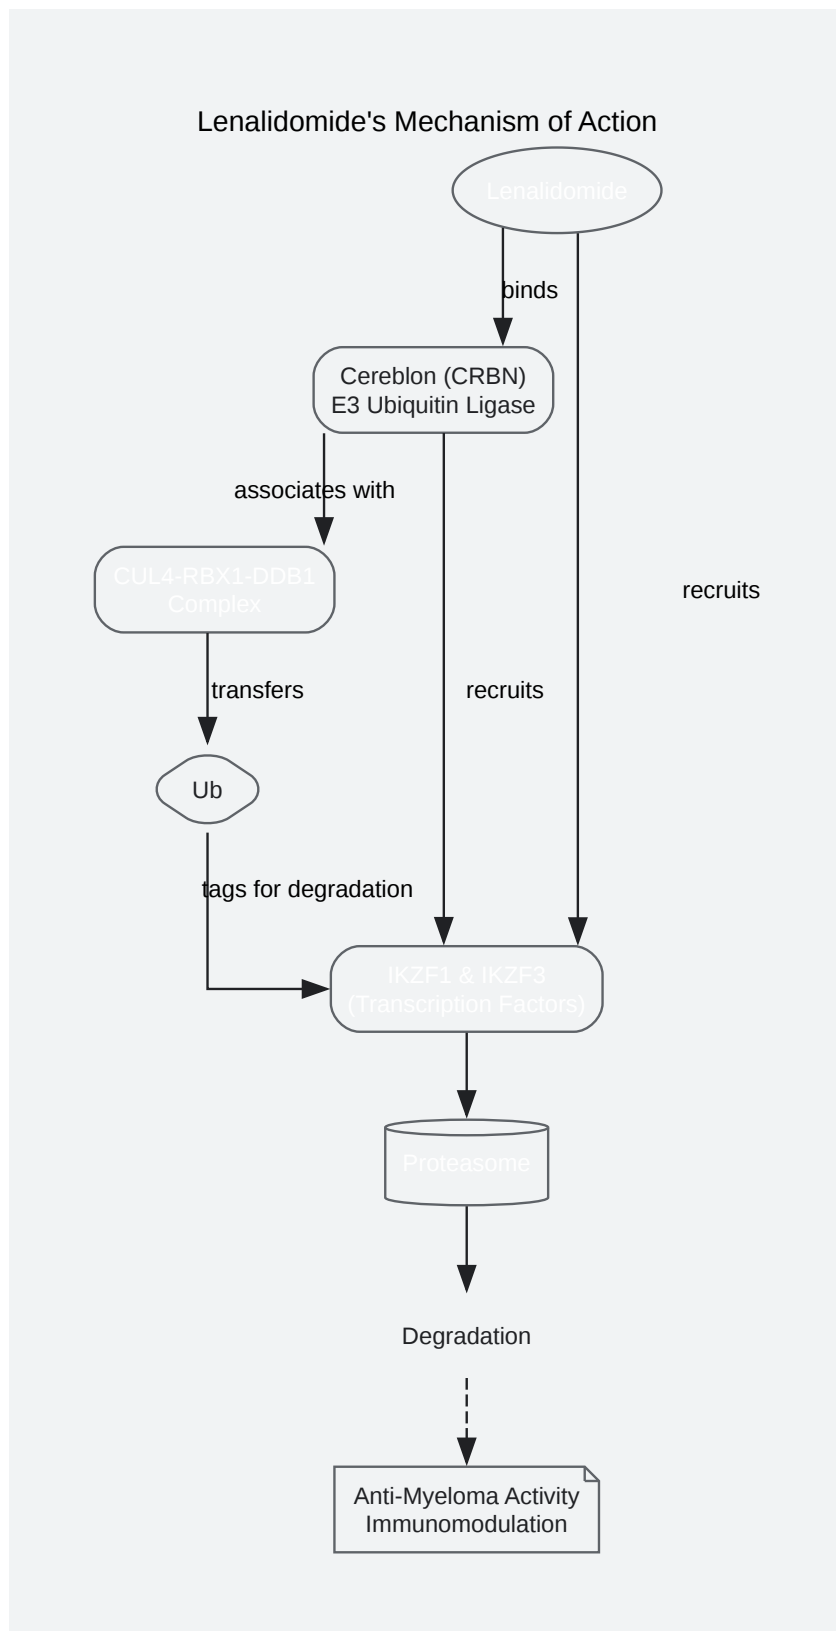 Lenalidomide's Mechanism of Action
Lenalidomide
binds
Cereblon (CRBN)
E3 Ubiquitin Ligase
associates with
CUL4-RBX1-DDB1
Complex
recruits
transfers
recruits
Ub
tags for degradation
IKZF1 & IKZF3
(Transcription Factors)
Proteasome
Degradation
Anti-Myeloma Activity
Immunomodulation